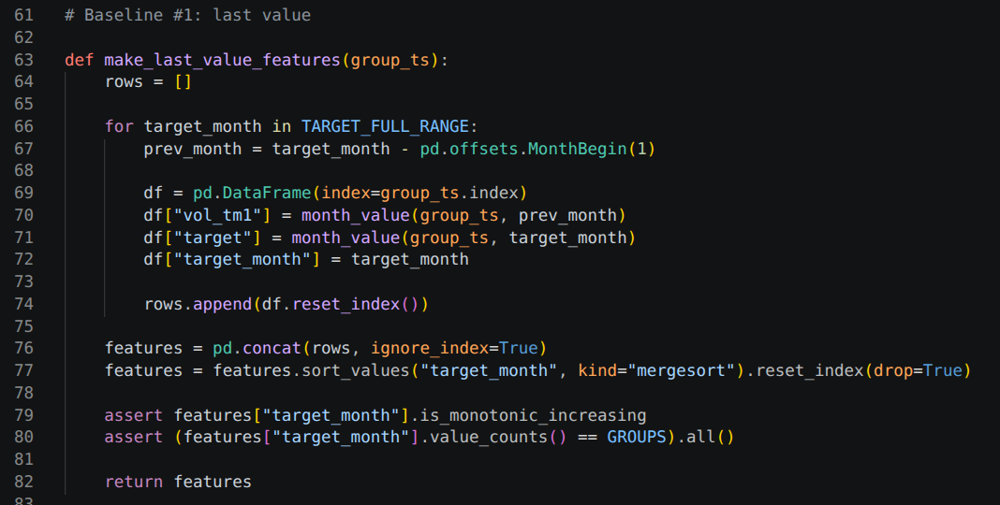 61 # Baseline #1: last value
62
63 def make_last_value_features(group_ts):
64     rows = []
65
66     for target_month in TARGET_FULL_RANGE:
67         prev_month = target_month - pd.offsets.MonthBegin(1)
68
69         df = pd.DataFrame(index=group_ts.index)
70         df["vol_tm1"] = month_value(group_ts, prev_month)
71         df["target"] = month_value(group_ts, target_month)
72         df["target_month"] = target_month
73
74         rows.append(df.reset_index())
75
76     features = pd.concat(rows, ignore_index=True)
77     features = features.sort_values("target_month", kind="mergesort").reset_index(drop=True)
78
79     assert features["target_month"].is_monotonic_increasing
80     assert (features["target_month"].value_counts() == GROUPS).all()
81
82     return features
83